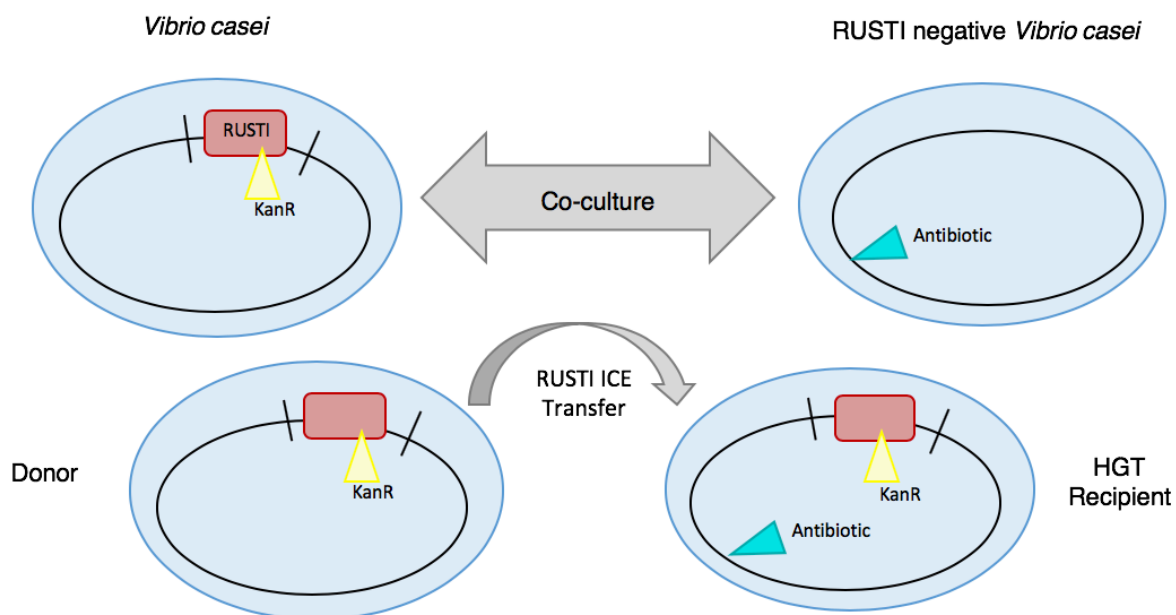 Vibrio casei
RUSTI negative Vibrio casei
RUSTI
KanR
Co-culture
Antibiotic
Donor
KanR
RUSTI ICE
Transfer
KanR
Antibiotic
HGT
Recipient